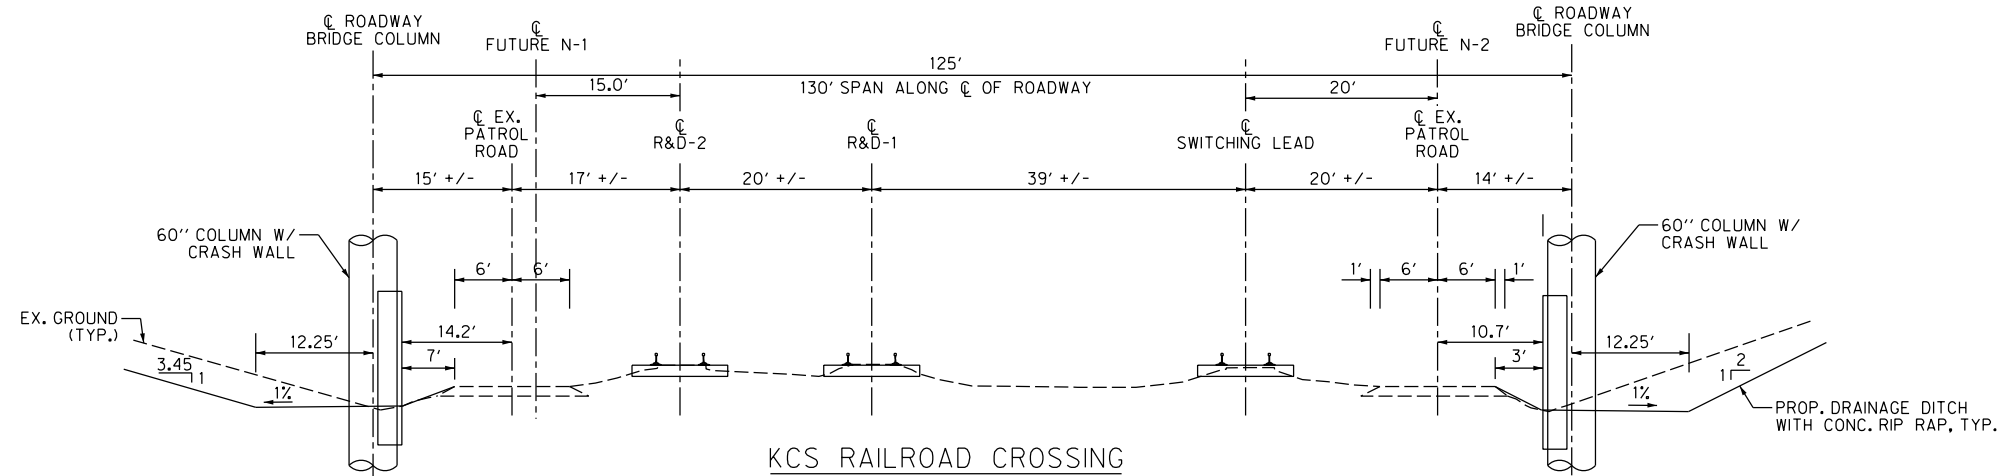 ℄ ROADWAY
BRIDGE COLUMN
℄
FUTURE N-1
℄
FUTURE N-2
℄ ROADWAY
BRIDGE COLUMN
125'
130' SPAN ALONG ℄ OF ROADWAY
15.0'
20'
℄ EX.
PATROL
ROAD
℄
R&D-2
℄
R&D-1
℄
SWITCHING LEAD
℄ EX.
PATROL
ROAD
15' +/-
17' +/-
20' +/-
39' +/-
20' +/-
14' +/-
60'' COLUMN W/
CRASH WALL
60'' COLUMN W/
CRASH WALL
6'
6'
1'
6'
6'
1'
EX. GROUND
(TYP.)
12.25'
14.2'
7'
10.7'
3'
12.25'
3.45
1
1%
1%
2
1
PROP. DRAINAGE DITCH
WITH CONC. RIP RAP, TYP.
KCS RAILROAD CROSSING